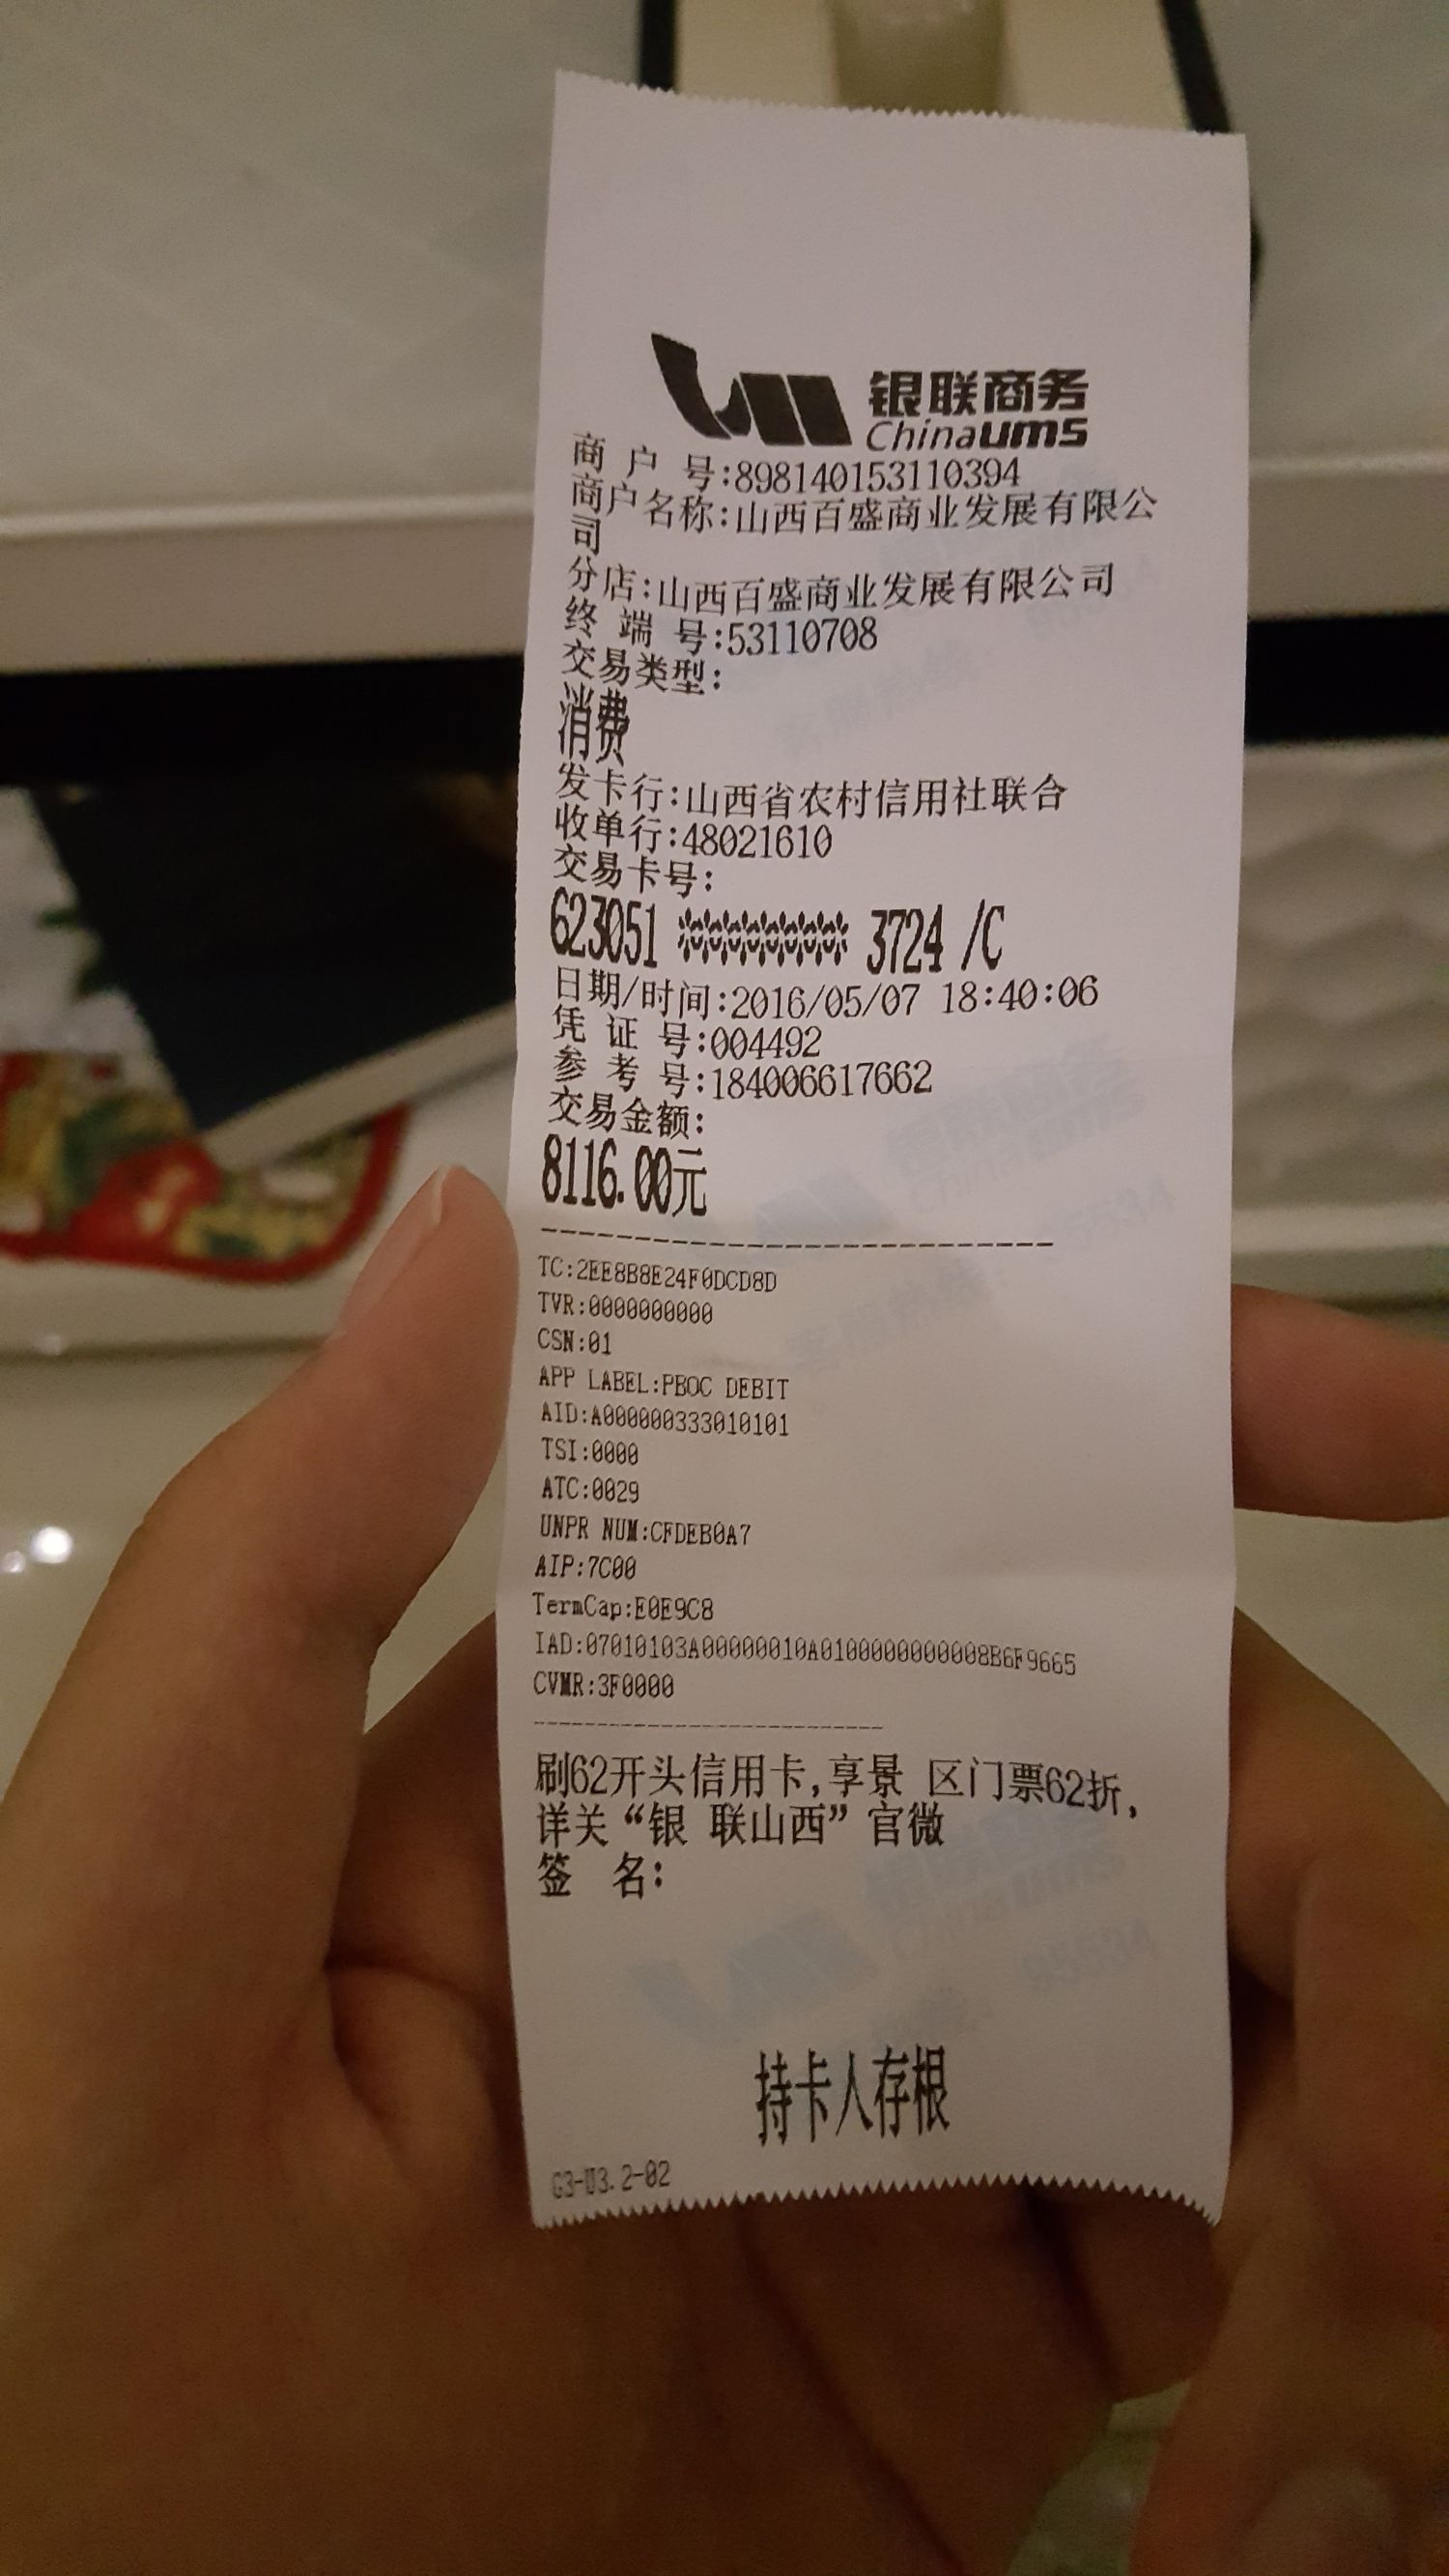 银联商务
Chinaums
商 户 号:898140153110394
商户名称:山西百盛商业发展有限公
司
分店:山西百盛商业发展有限公司
终 端 号:53110708
交易类型:
消费
发卡行:山西省农村信用社联合
收单行:48021610
交易卡号:
623051 ********* 3724 /C
日期/时间:2016/05/07 18:40:06
凭 证 号:004492
参 考 号:184006617662
交易金额:
8116.00元
TC:2EE8B8E24F0DCD8D
TVR:0000000000
CSN:01
APP LABEL:PBOC DEBIT
AID:A000000333010101
TSI:0000
ATC:0029
UNPR NUM:CFDEB0A7
AIP:7C00
TermCap:E0E9C8
IAD:07010103A00000010A0100000000008B6F9665
CVMR:3F0000
刷62开头信用卡,享景 区门票62折,
详关“银 联山西”官微
签 名:
持卡人存根
G3-U3.2-02